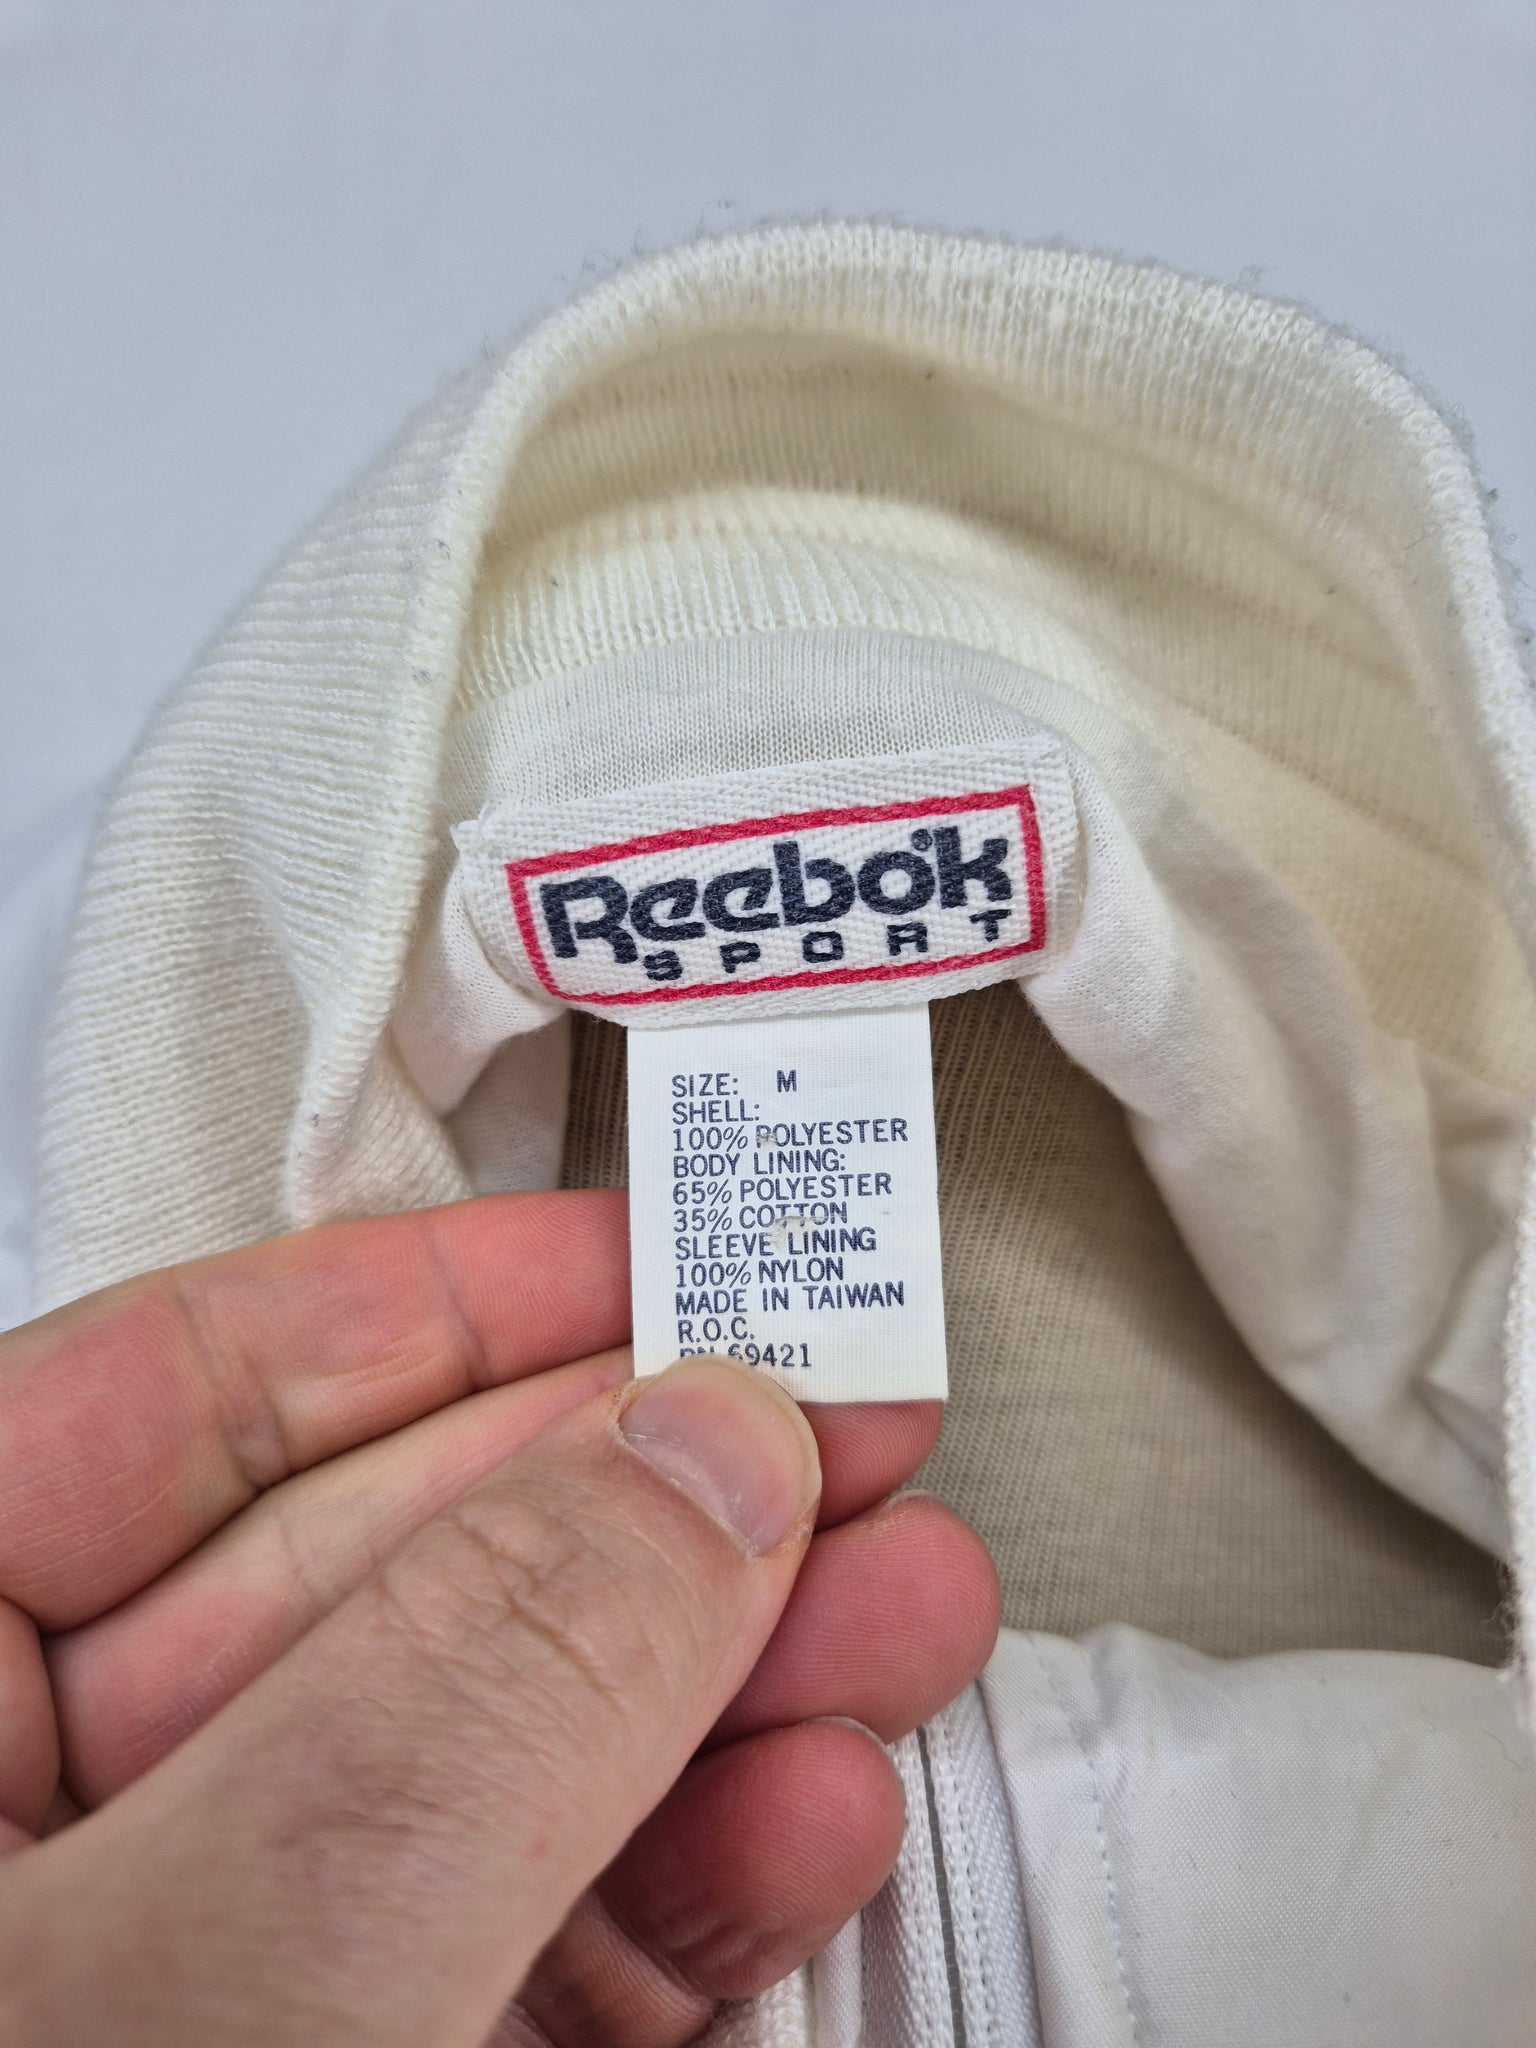 Reebok
SPORT
SIZE: M
SHELL:
100% POLYESTER
BODY LINING:
65% POLYESTER
35% COTTON
SLEEVE LINING
100% NYLON
MADE IN TAIWAN
R.O.C.
RN 69421